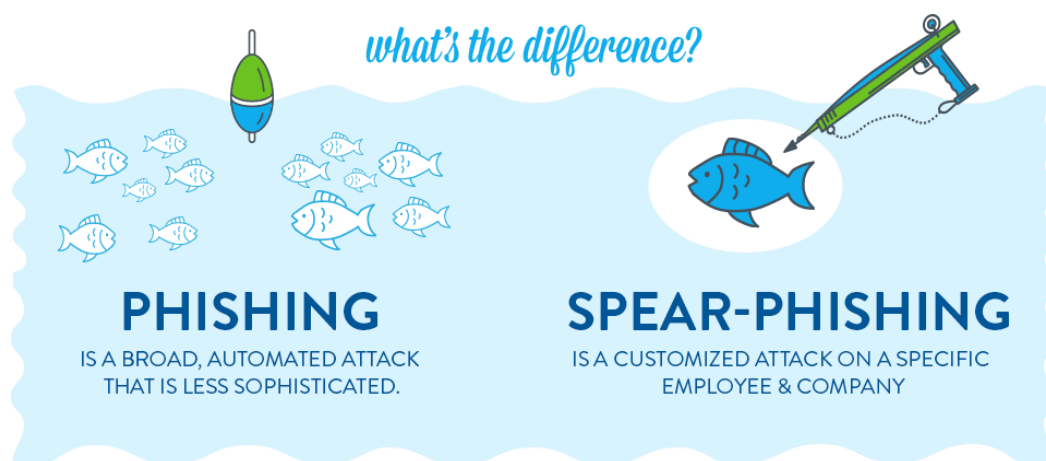 what's the difference?
PHISHING
IS A BROAD, AUTOMATED ATTACK
THAT IS LESS SOPHISTICATED.
SPEAR-PHISHING
IS A CUSTOMIZED ATTACK ON A SPECIFIC
EMPLOYEE & COMPANY